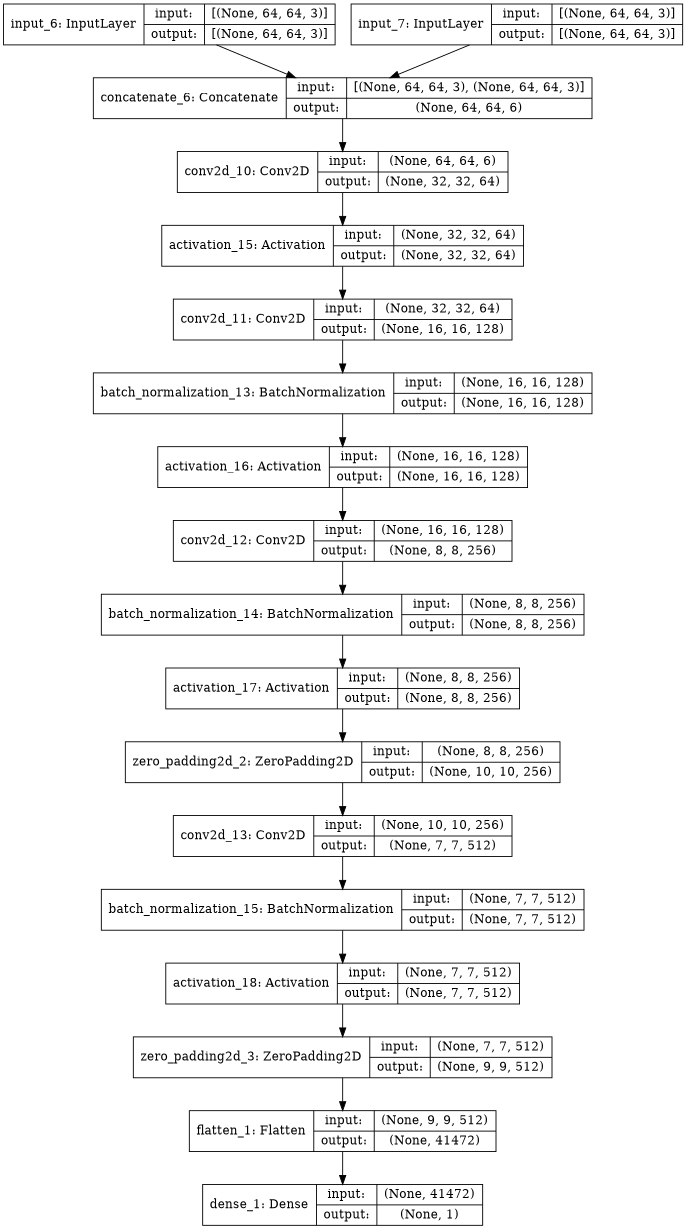 input_6: InputLayer
input: [(None, 64, 64, 3)]
output: [(None, 64, 64, 3)]
input_7: InputLayer
input: [(None, 64, 64, 3)]
output: [(None, 64, 64, 3)]
concatenate_6: Concatenate
input: [(None, 64, 64, 3), (None, 64, 64, 3)]
output: (None, 64, 64, 6)
conv2d_10: Conv2D
input: (None, 64, 64, 6)
output: (None, 32, 32, 64)
activation_15: Activation
input: (None, 32, 32, 64)
output: (None, 32, 32, 64)
conv2d_11: Conv2D
input: (None, 32, 32, 64)
output: (None, 16, 16, 128)
batch_normalization_13: BatchNormalization
input: (None, 16, 16, 128)
output: (None, 16, 16, 128)
activation_16: Activation
input: (None, 16, 16, 128)
output: (None, 16, 16, 128)
conv2d_12: Conv2D
input: (None, 16, 16, 128)
output: (None, 8, 8, 256)
batch_normalization_14: BatchNormalization
input: (None, 8, 8, 256)
output: (None, 8, 8, 256)
activation_17: Activation
input: (None, 8, 8, 256)
output: (None, 8, 8, 256)
zero_padding2d_2: ZeroPadding2D
input: (None, 8, 8, 256)
output: (None, 10, 10, 256)
conv2d_13: Conv2D
input: (None, 10, 10, 256)
output: (None, 7, 7, 512)
batch_normalization_15: BatchNormalization
input: (None, 7, 7, 512)
output: (None, 7, 7, 512)
activation_18: Activation
input: (None, 7, 7, 512)
output: (None, 7, 7, 512)
zero_padding2d_3: ZeroPadding2D
input: (None, 7, 7, 512)
output: (None, 9, 9, 512)
flatten_1: Flatten
input: (None, 9, 9, 512)
output: (None, 41472)
dense_1: Dense
input: (None, 41472)
output: (None, 1)